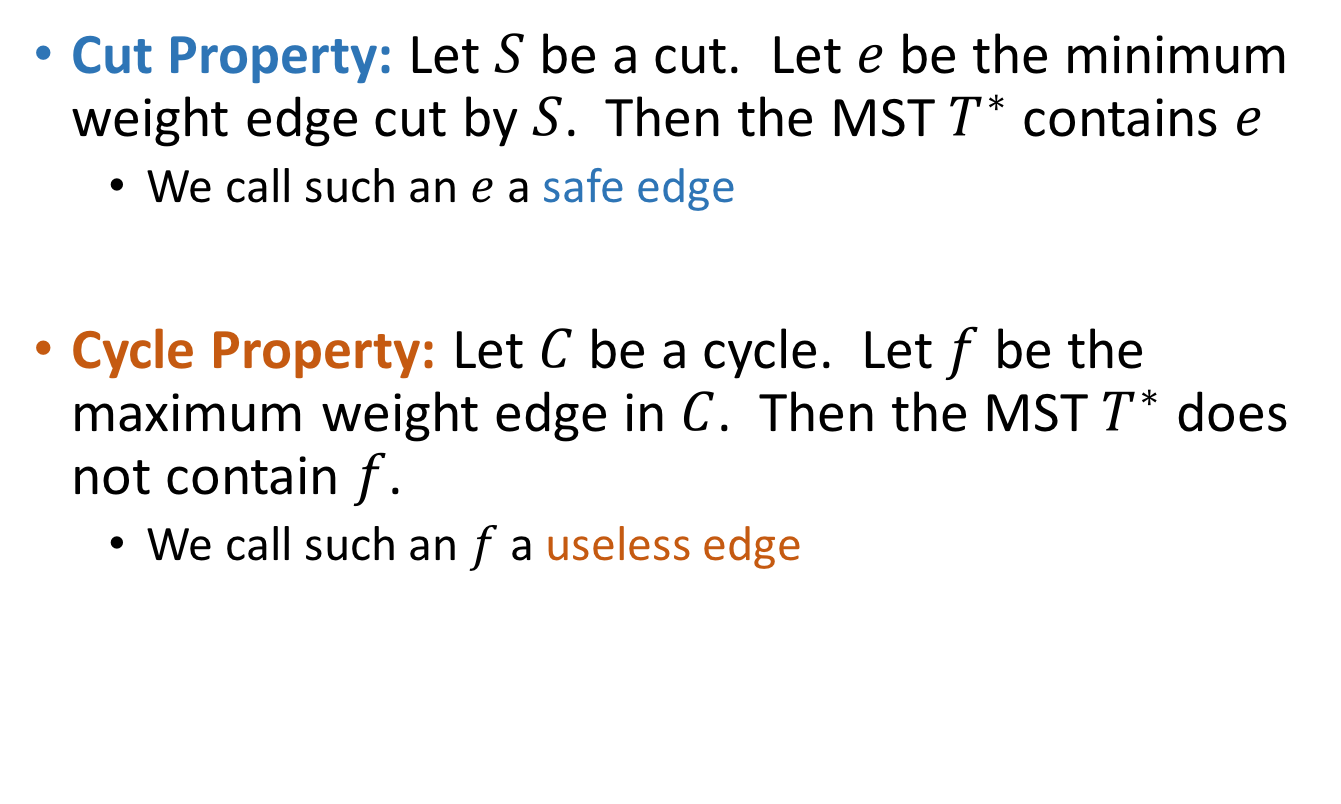 • Cut Property: Let 𝑆 be a cut. Let 𝑒 be the minimum
weight edge cut by 𝑆. Then the MST 𝑇* contains 𝑒
• We call such an 𝑒 a safe edge
• Cycle Property: Let 𝐶 be a cycle. Let 𝑓 be the
maximum weight edge in 𝐶. Then the MST 𝑇* does
not contain 𝑓.
• We call such an 𝑓 a useless edge